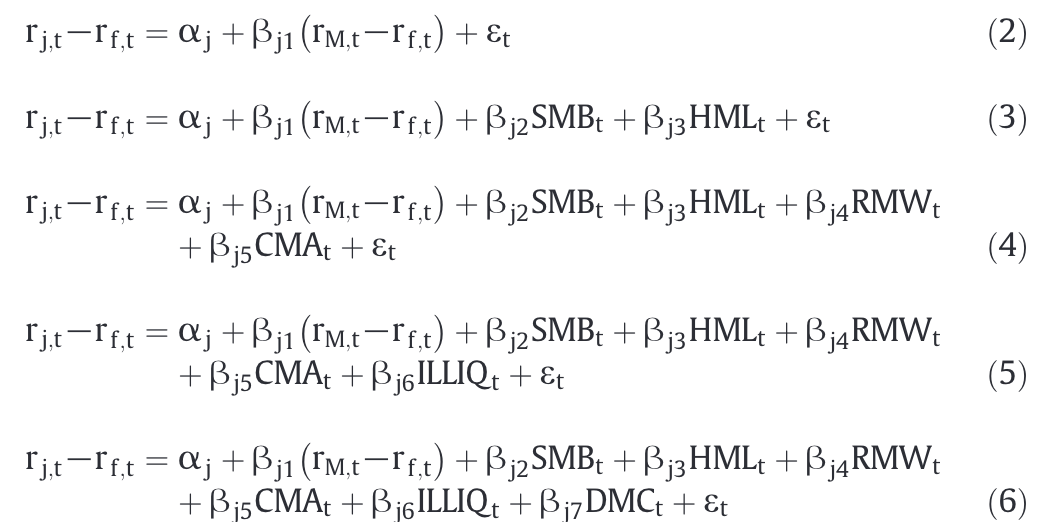 r_{j,t}−r_{f,t} = α_j + β_{j1}(r_{M,t}−r_{f,t}) + ε_t (2)
r_{j,t}−r_{f,t} = α_j + β_{j1}(r_{M,t}−r_{f,t}) + β_{j2}SMB_t + β_{j3}HML_t + ε_t (3)
r_{j,t}−r_{f,t} = α_j + β_{j1}(r_{M,t}−r_{f,t}) + β_{j2}SMB_t + β_{j3}HML_t + β_{j4}RMW_t
+ β_{j5}CMA_t + ε_t (4)
r_{j,t}−r_{f,t} = α_j + β_{j1}(r_{M,t}−r_{f,t}) + β_{j2}SMB_t + β_{j3}HML_t + β_{j4}RMW_t
+ β_{j5}CMA_t + β_{j6}ILLIQ_t + ε_t (5)
r_{j,t}−r_{f,t} = α_j + β_{j1}(r_{M,t}−r_{f,t}) + β_{j2}SMB_t + β_{j3}HML_t + β_{j4}RMW_t
+ β_{j5}CMA_t + β_{j6}ILLIQ_t + β_{j7}DMC_t + ε_t (6)